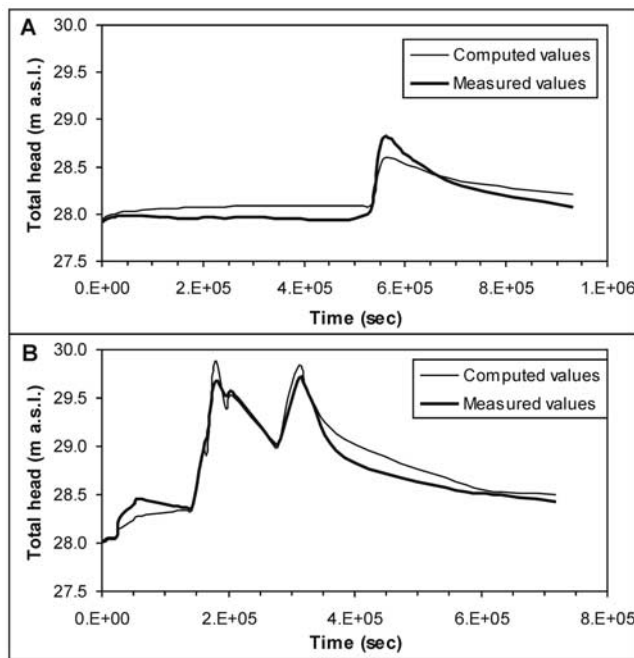 A
Total head (m a.s.l.)
30.0
29.5
29.0
28.5
28.0
27.5
Computed values
Measured values
0.E+00 2.E+05 4.E+05 6.E+05 8.E+05 1.E+06
Time (sec)
B
Total head (m a.s.l.)
30.0
29.5
29.0
28.5
28.0
27.5
Computed values
Measured values
0.E+00 2.E+05 4.E+05 6.E+05 8.E+05
Time (sec)